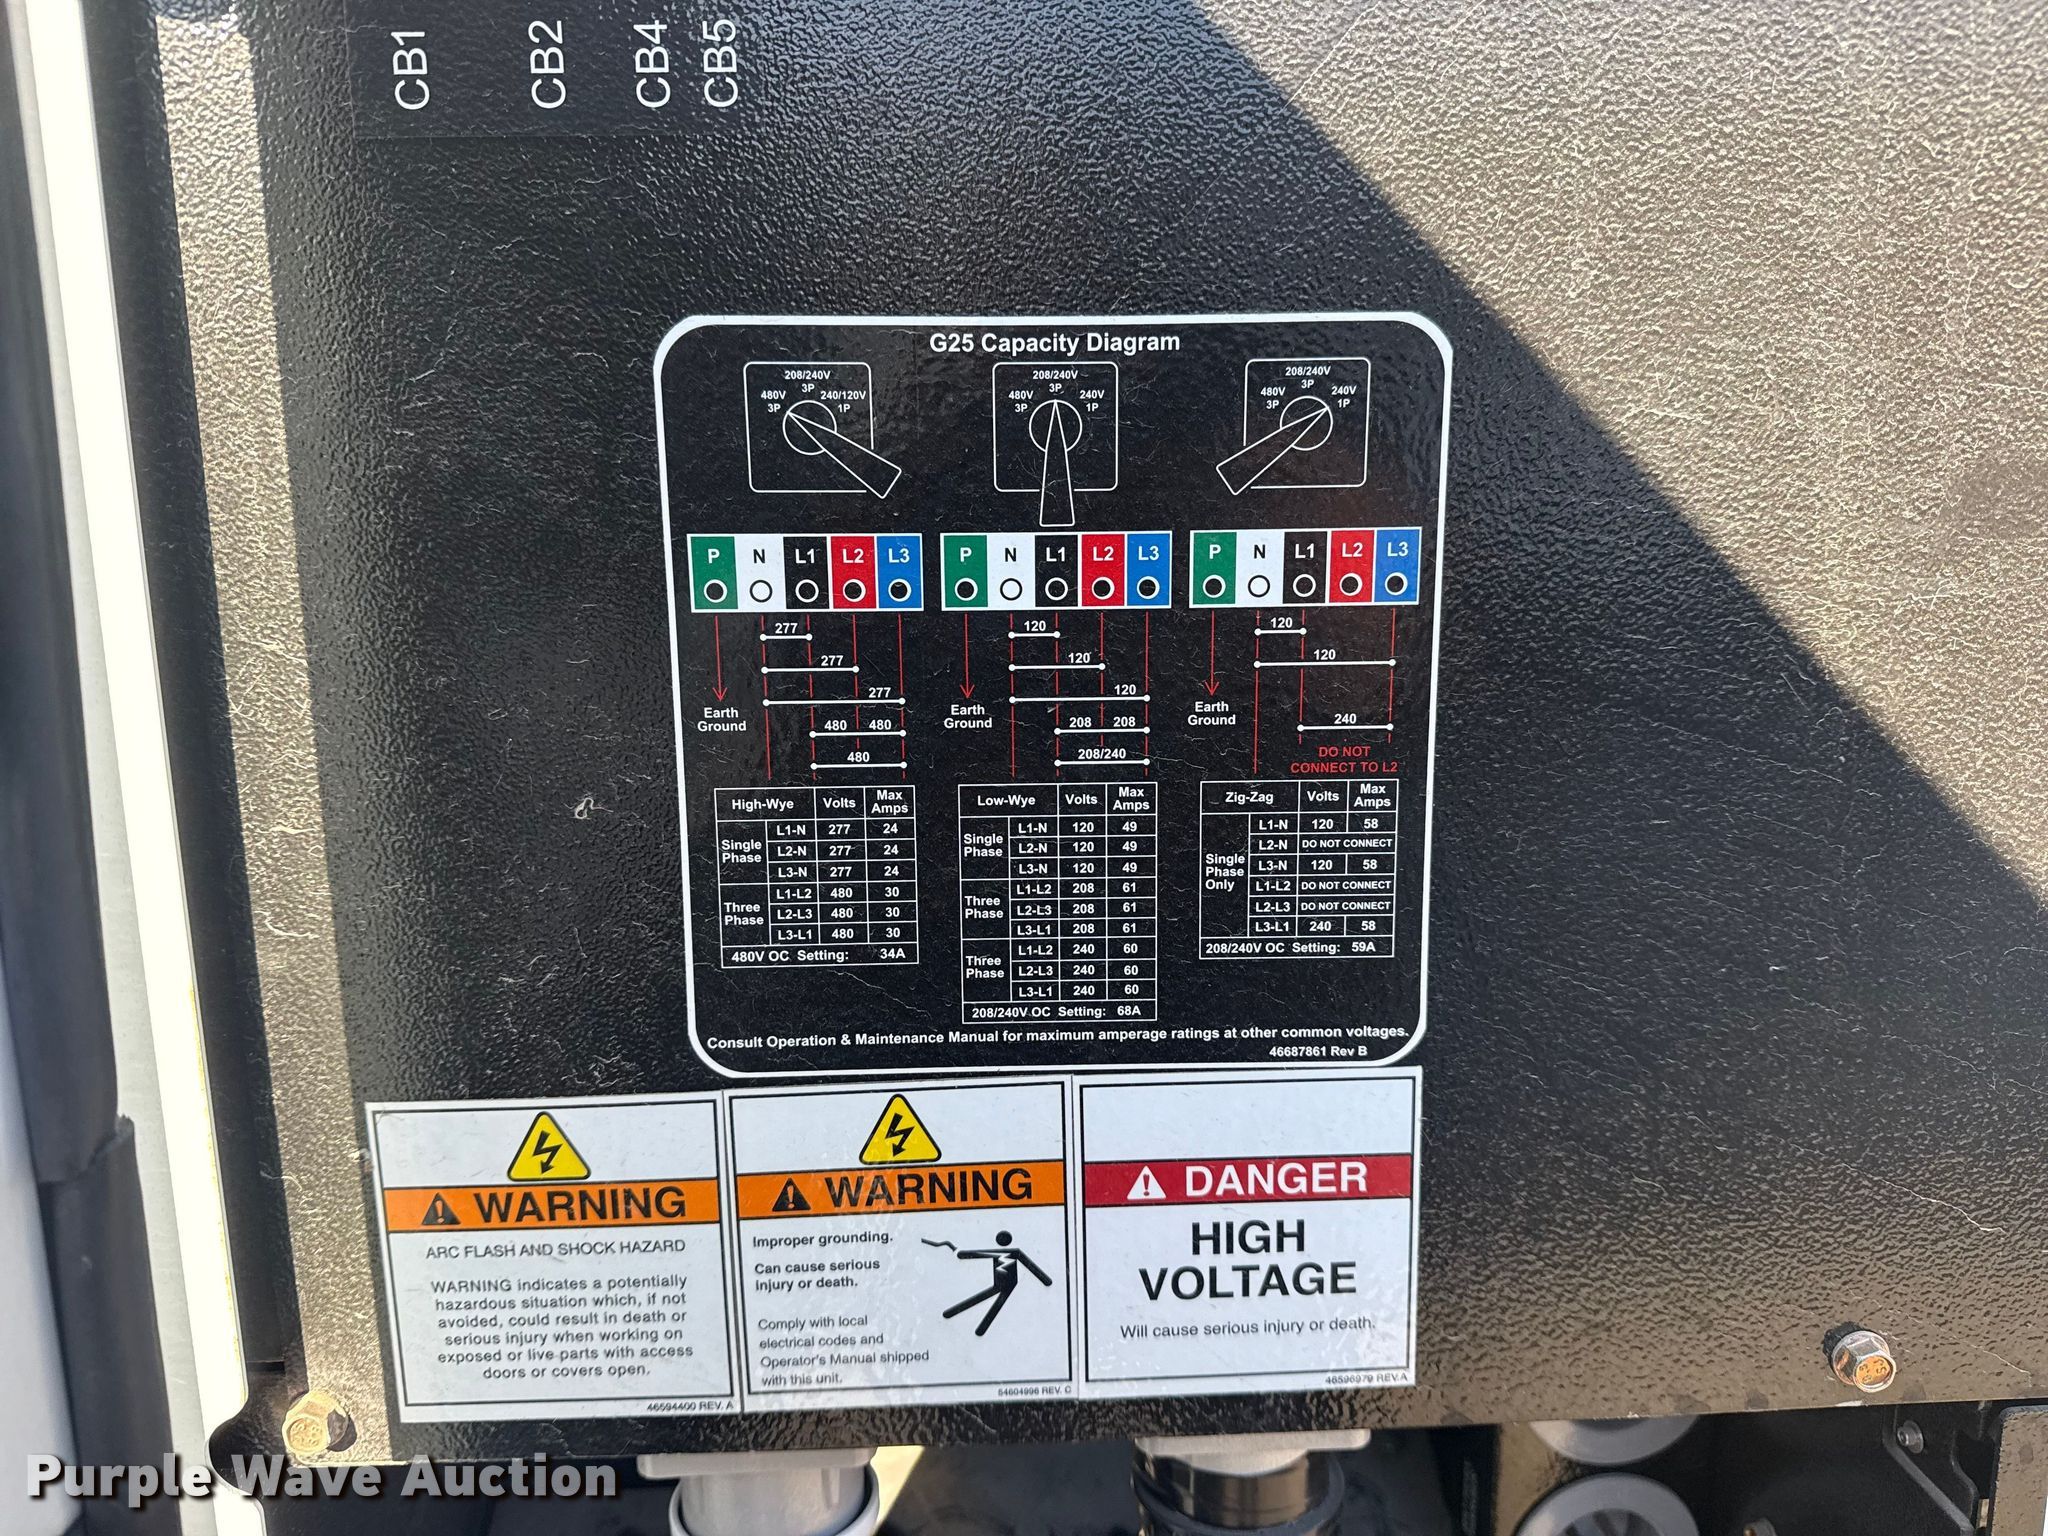 CB1
CB2
CB4
CB5
G25 Capacity Diagram
208/240V
3P
480V
3P
240/120V
1P
208/240V
3P
480V
3P
240V
1P
208/240V
3P
480V
3P
240V
1P
P N L1 L2 L3
P N L1 L2 L3
P N L1 L2 L3
277
277
277
480 480
480
Earth
Ground
120
120
120
208 208
208/240
Earth
Ground
120
120
240
Earth
Ground
DO NOT
CONNECT TO L2
High-Wye Volts Max Amps
Single Phase
L1-N 277 24
L2-N 277 24
L3-N 277 24
Three Phase
L1-L2 480 30
L2-L3 480 30
L3-L1 480 30
480V OC Setting: 34A
Low-Wye Volts Max Amps
Single Phase
L1-N 120 49
L2-N 120 49
L3-N 120 49
Three Phase
L1-L2 208 61
L2-L3 208 61
L3-L1 208 61
Three Phase
L1-L2 240 60
L2-L3 240 60
L3-L1 240 60
208/240V OC Setting: 68A
Zig-Zag Volts Max Amps
Single Phase Only
L1-N 120 58
L2-N DO NOT CONNECT
L3-N 120 58
L1-L2 DO NOT CONNECT
L2-L3 DO NOT CONNECT
L3-L1 240 58
208/240V OC Setting: 59A
Consult Operation & Maintenance Manual for maximum amperage ratings at other common voltages.
46687861 Rev B
WARNING
ARC FLASH AND SHOCK HAZARD
WARNING indicates a potentially
hazardous situation which, if not
avoided, could result in death or
serious injury when working on
exposed or live parts with access
doors or covers open.
46594400 REV. A
WARNING
Improper grounding.
Can cause serious
injury or death.
Comply with local
electrical codes and
Operator's Manual shipped
with this unit.
54604996 REV. C
DANGER
HIGH
VOLTAGE
Will cause serious injury or death.
46596979 REV.A
Purple Wave Auction